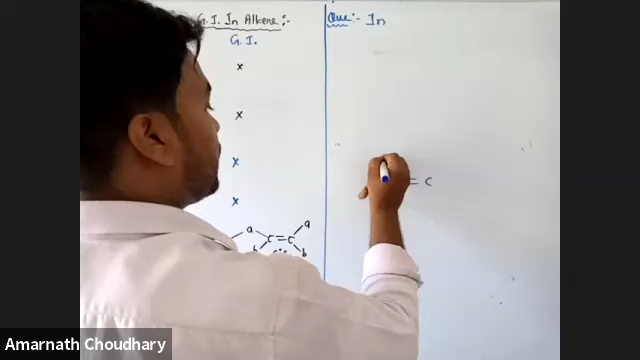 G.I. In Alkene :-
G.I.
x
x
x
x
a a
C=C
b b
Que :- In
= C
Amarnath Choudhary